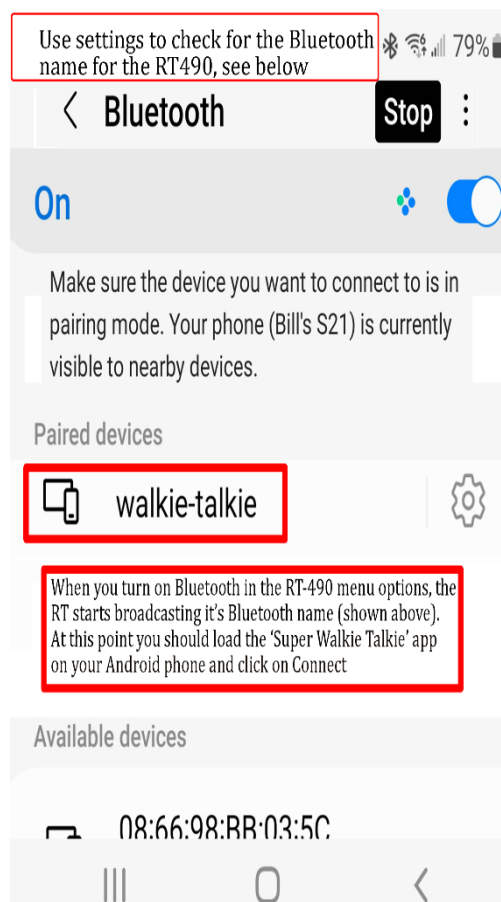 Use settings to check for the Bluetooth
name for the RT490, see below
79%
Bluetooth
Stop
On
Make sure the device you want to connect to is in
pairing mode. Your phone (Bill's S21) is currently
visible to nearby devices.
Paired devices
walkie-talkie
When you turn on Bluetooth in the RT-490 menu options, the
RT starts broadcasting it's Bluetooth name (shown above).
At this point you should load the ‘Super Walkie Talkie’ app
on your Android phone and click on Connect
Available devices
08:66:98:BB:03:5C